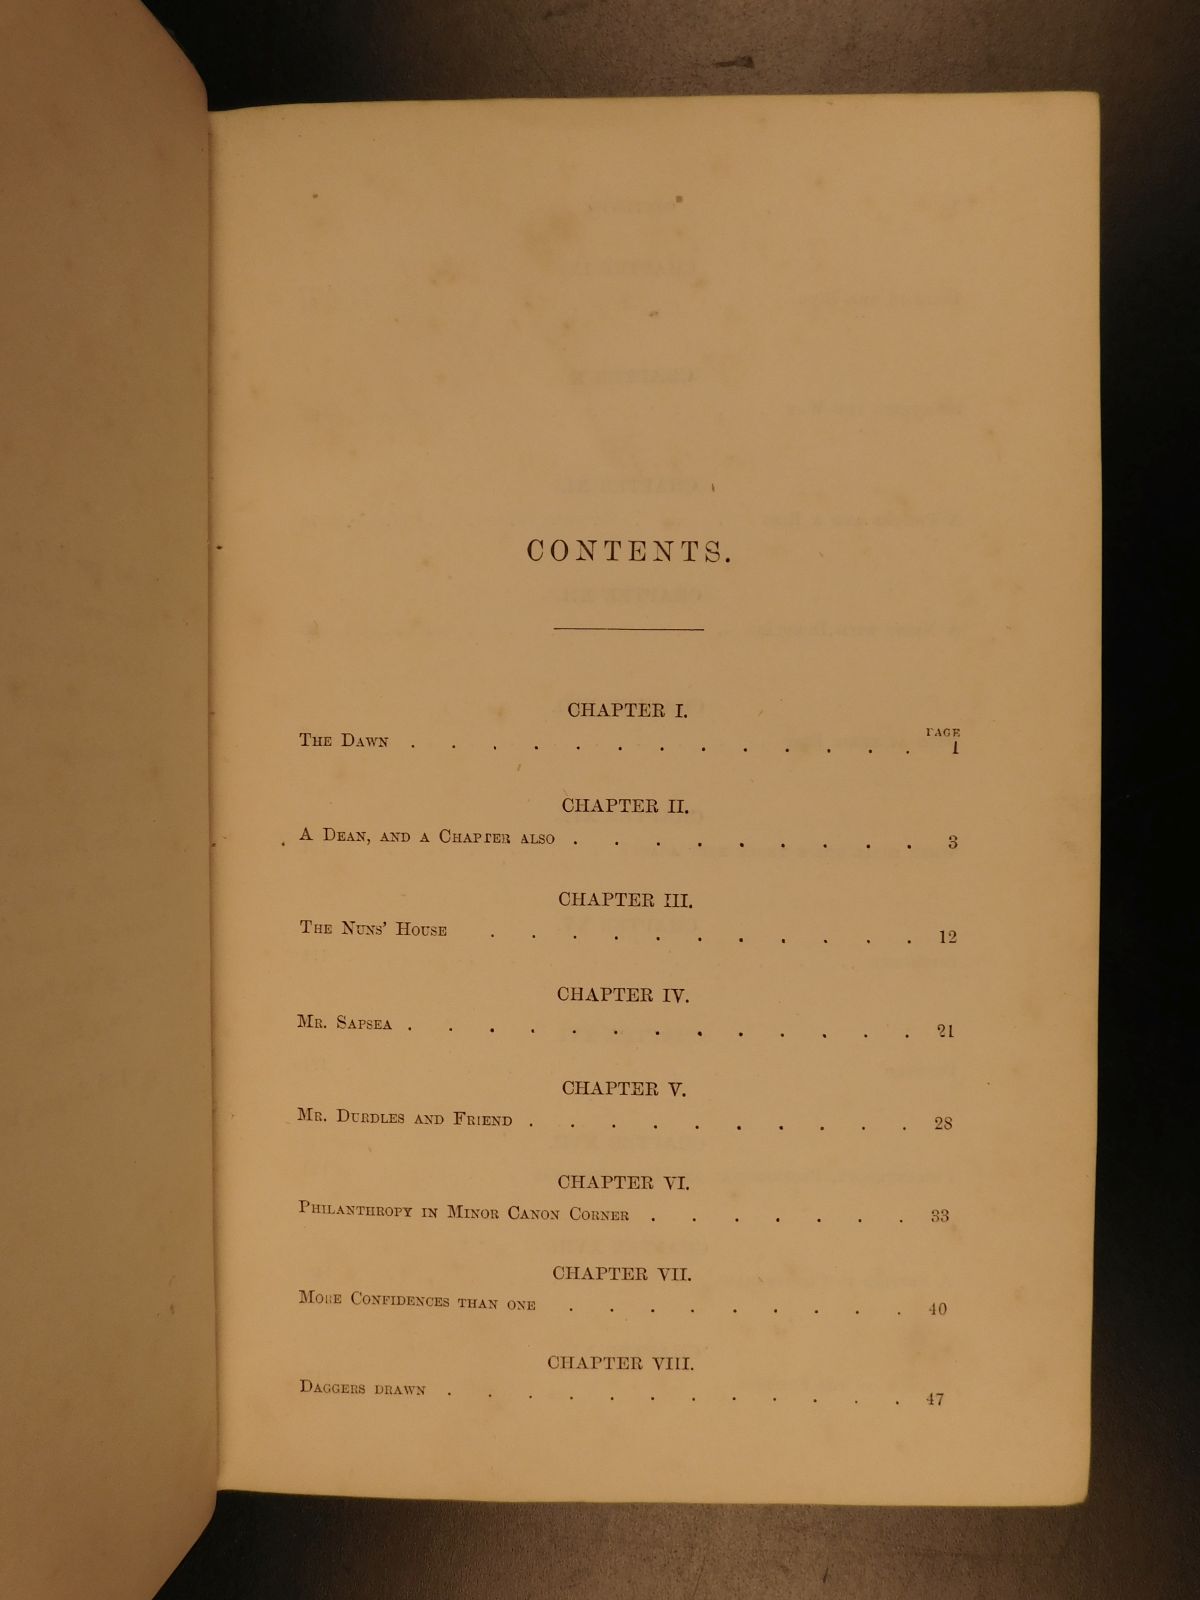 CONTENTS.
CHAPTER I.
PAGE
The Dawn . . . . . . . . . . . . . 1
CHAPTER II.
A Dean, and a Chapter also . . . . . . . . . 3
CHAPTER III.
The Nuns' House . . . . . . . . . . . 12
CHAPTER IV.
Mr. Sapsea . . . . . . . . . . . . . 21
CHAPTER V.
Mr. Durdles and Friend . . . . . . . . . . 28
CHAPTER VI.
Philanthropy in Minor Canon Corner . . . . . . . 33
CHAPTER VII.
More Confidences than one . . . . . . . . . 40
CHAPTER VIII.
Daggers drawn . . . . . . . . . . . . 47